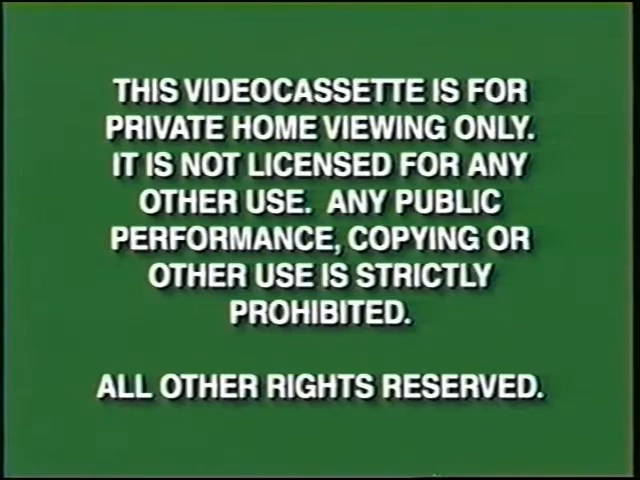 THIS VIDEOCASSETTE IS FOR
PRIVATE HOME VIEWING ONLY.
IT IS NOT LICENSED FOR ANY
OTHER USE.  ANY PUBLIC
PERFORMANCE, COPYING OR
OTHER USE IS STRICTLY
PROHIBITED.
ALL OTHER RIGHTS RESERVED.